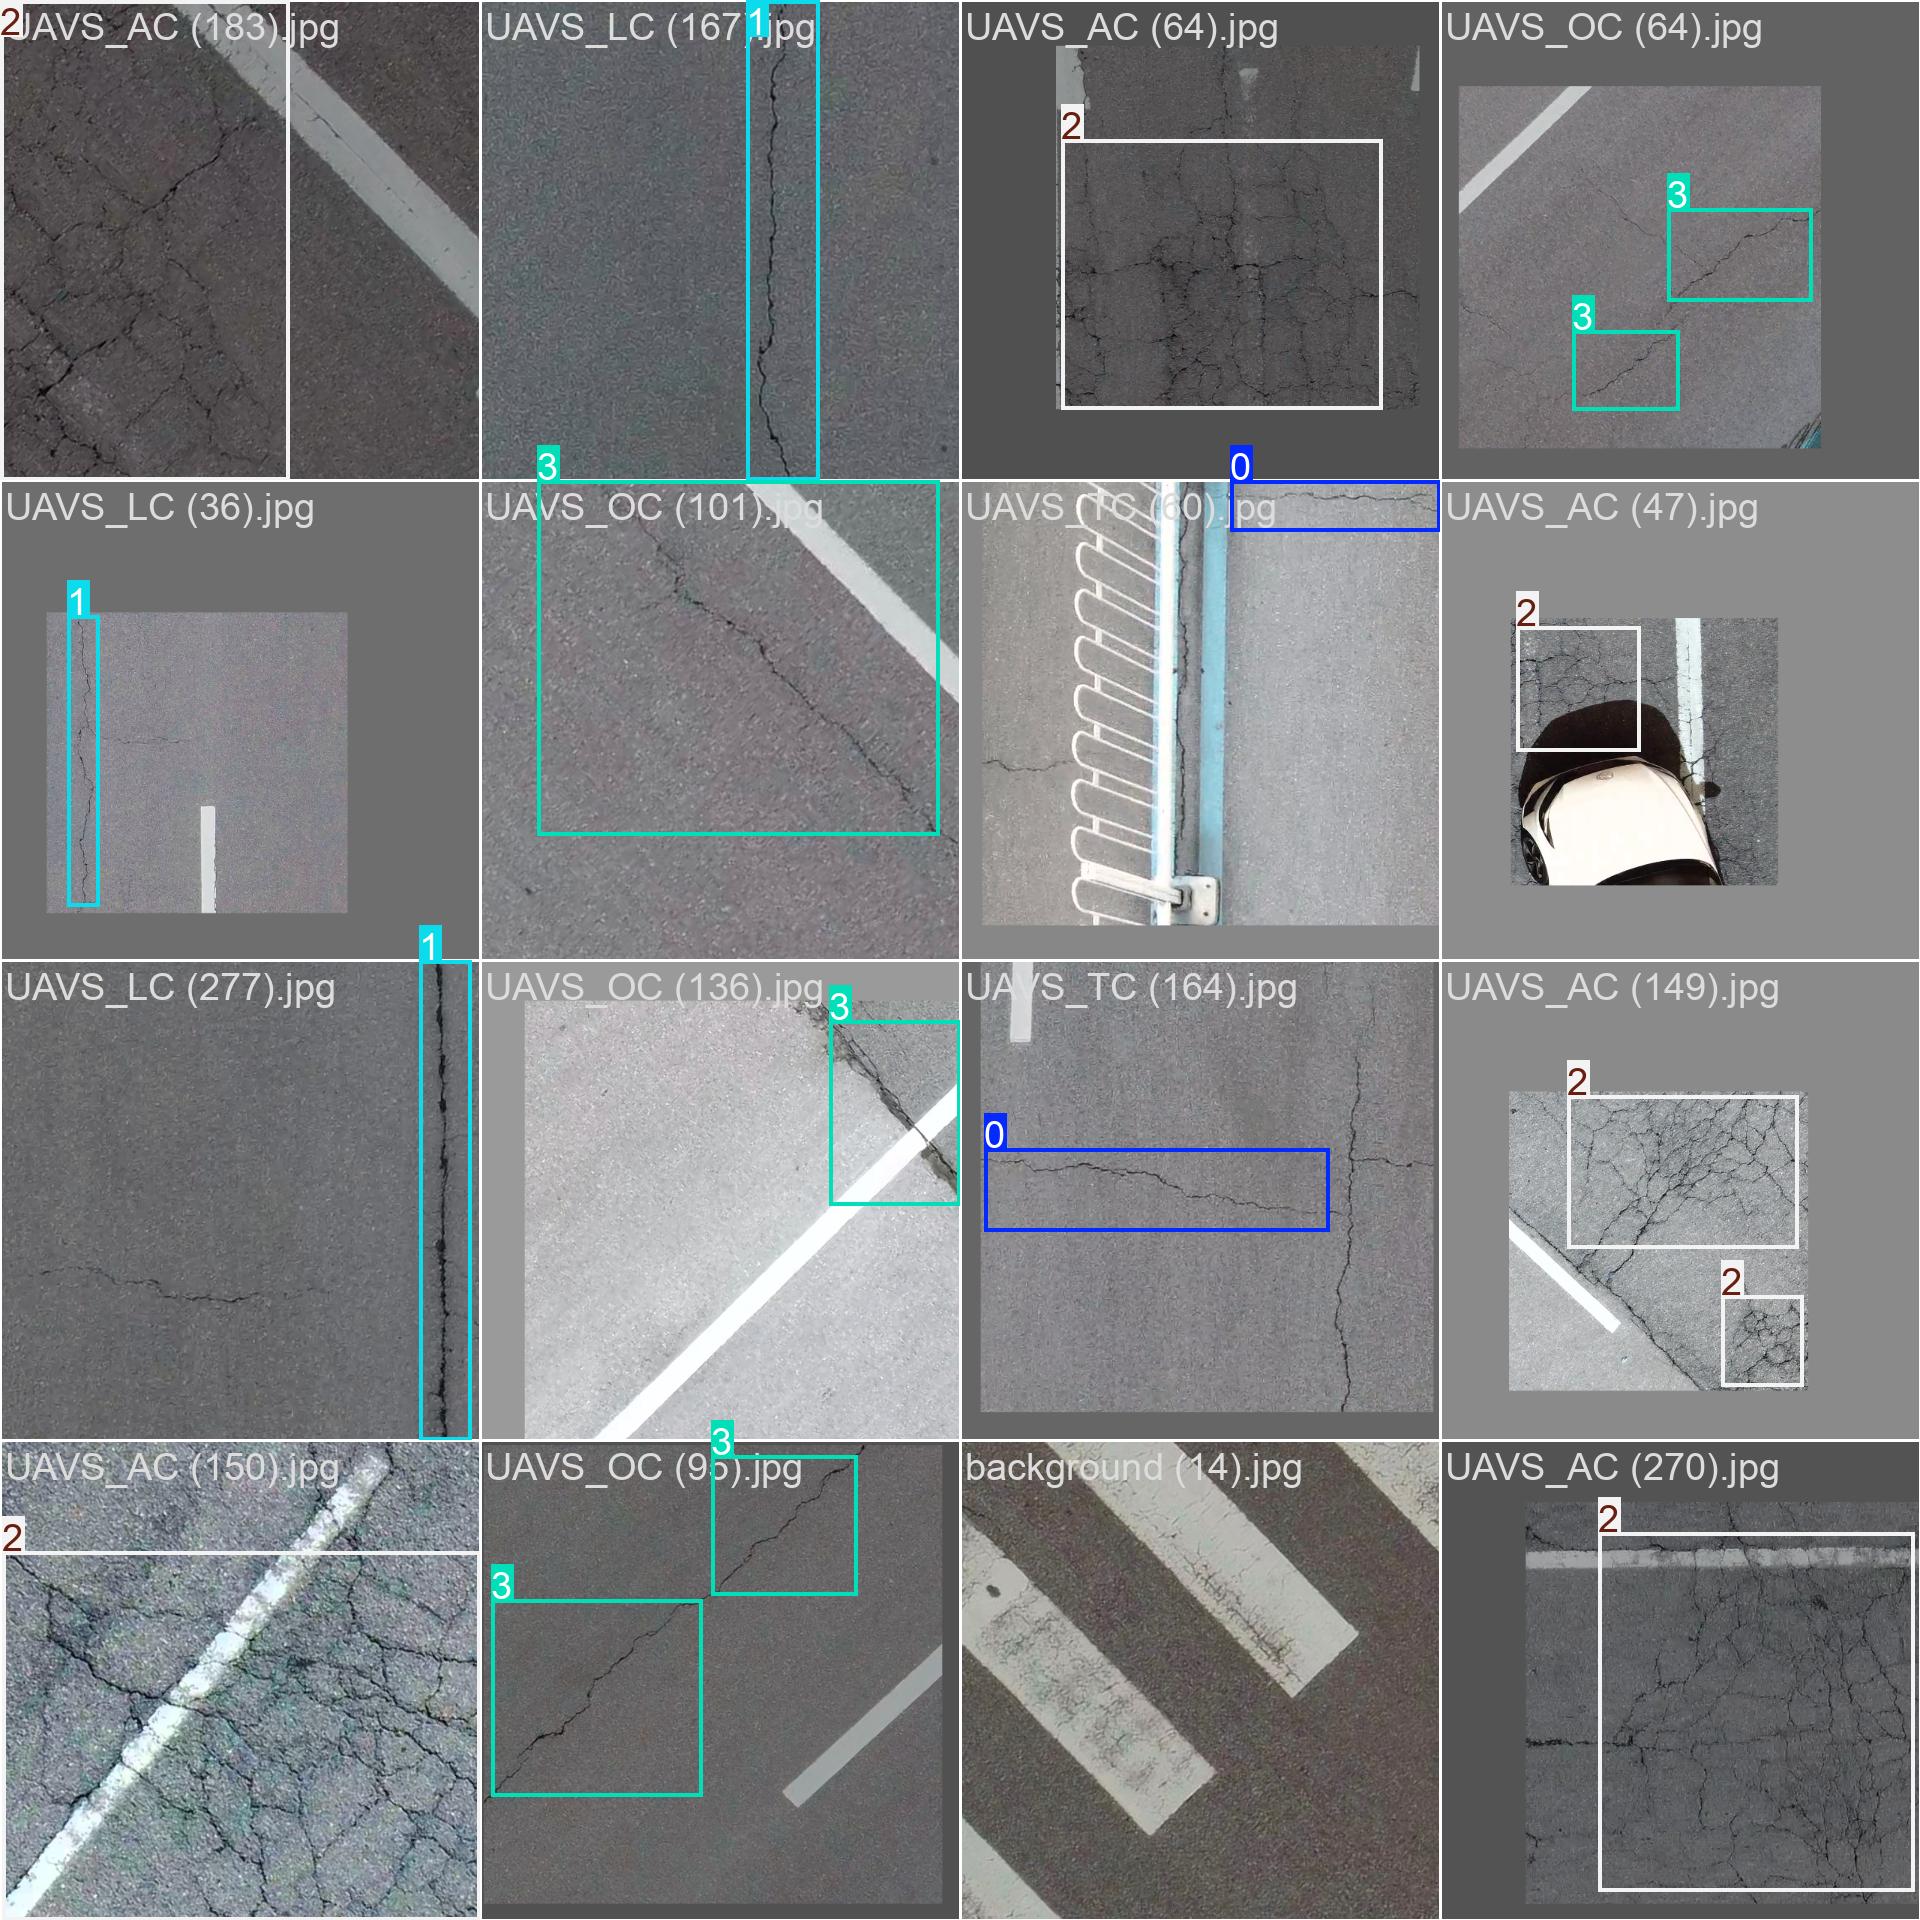 2
UAVS_AC (183).jpg
1
UAVS_LC (167).jpg
UAVS_AC (64).jpg
2
UAVS_OC (64).jpg
3
3
UAVS_LC (36).jpg
1
3
UAVS_OC (101).jpg
0
UAVS_TC (60).jpg
UAVS_AC (47).jpg
2
1
UAVS_LC (277).jpg
UAVS_OC (136).jpg
3
UAVS_TC (164).jpg
0
UAVS_AC (149).jpg
2
2
UAVS_AC (150).jpg
2
3
UAVS_OC (95).jpg
3
background (14).jpg
UAVS_AC (270).jpg
2